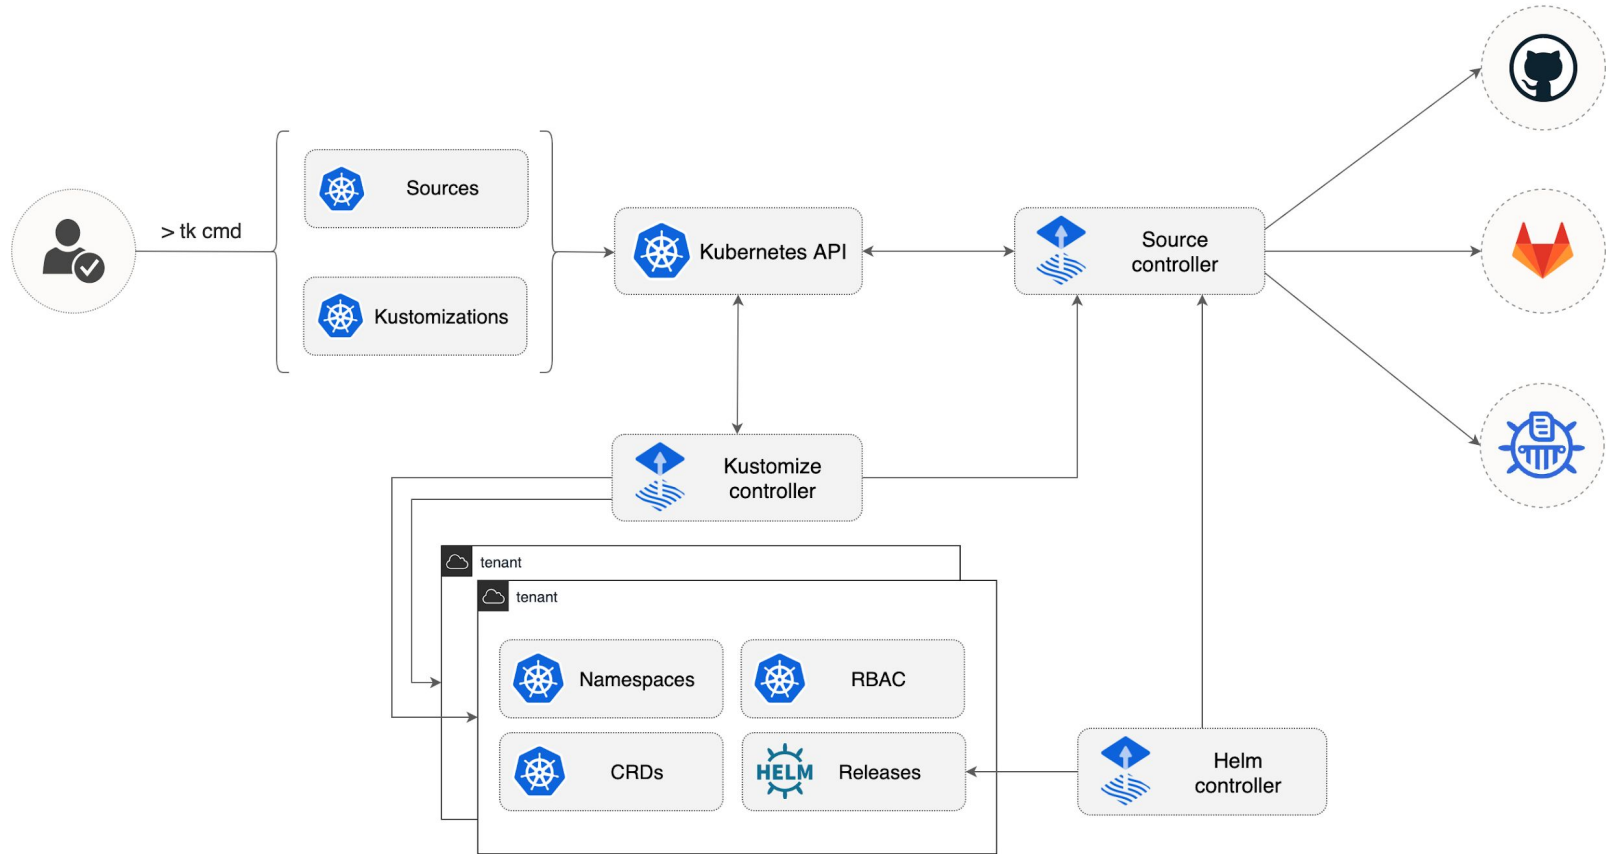 > tk cmd
Sources
Kustomizations
Kubernetes API
Source
controller
Kustomize
controller
tenant
tenant
Namespaces
RBAC
CRDs
HELM
Releases
Helm
controller